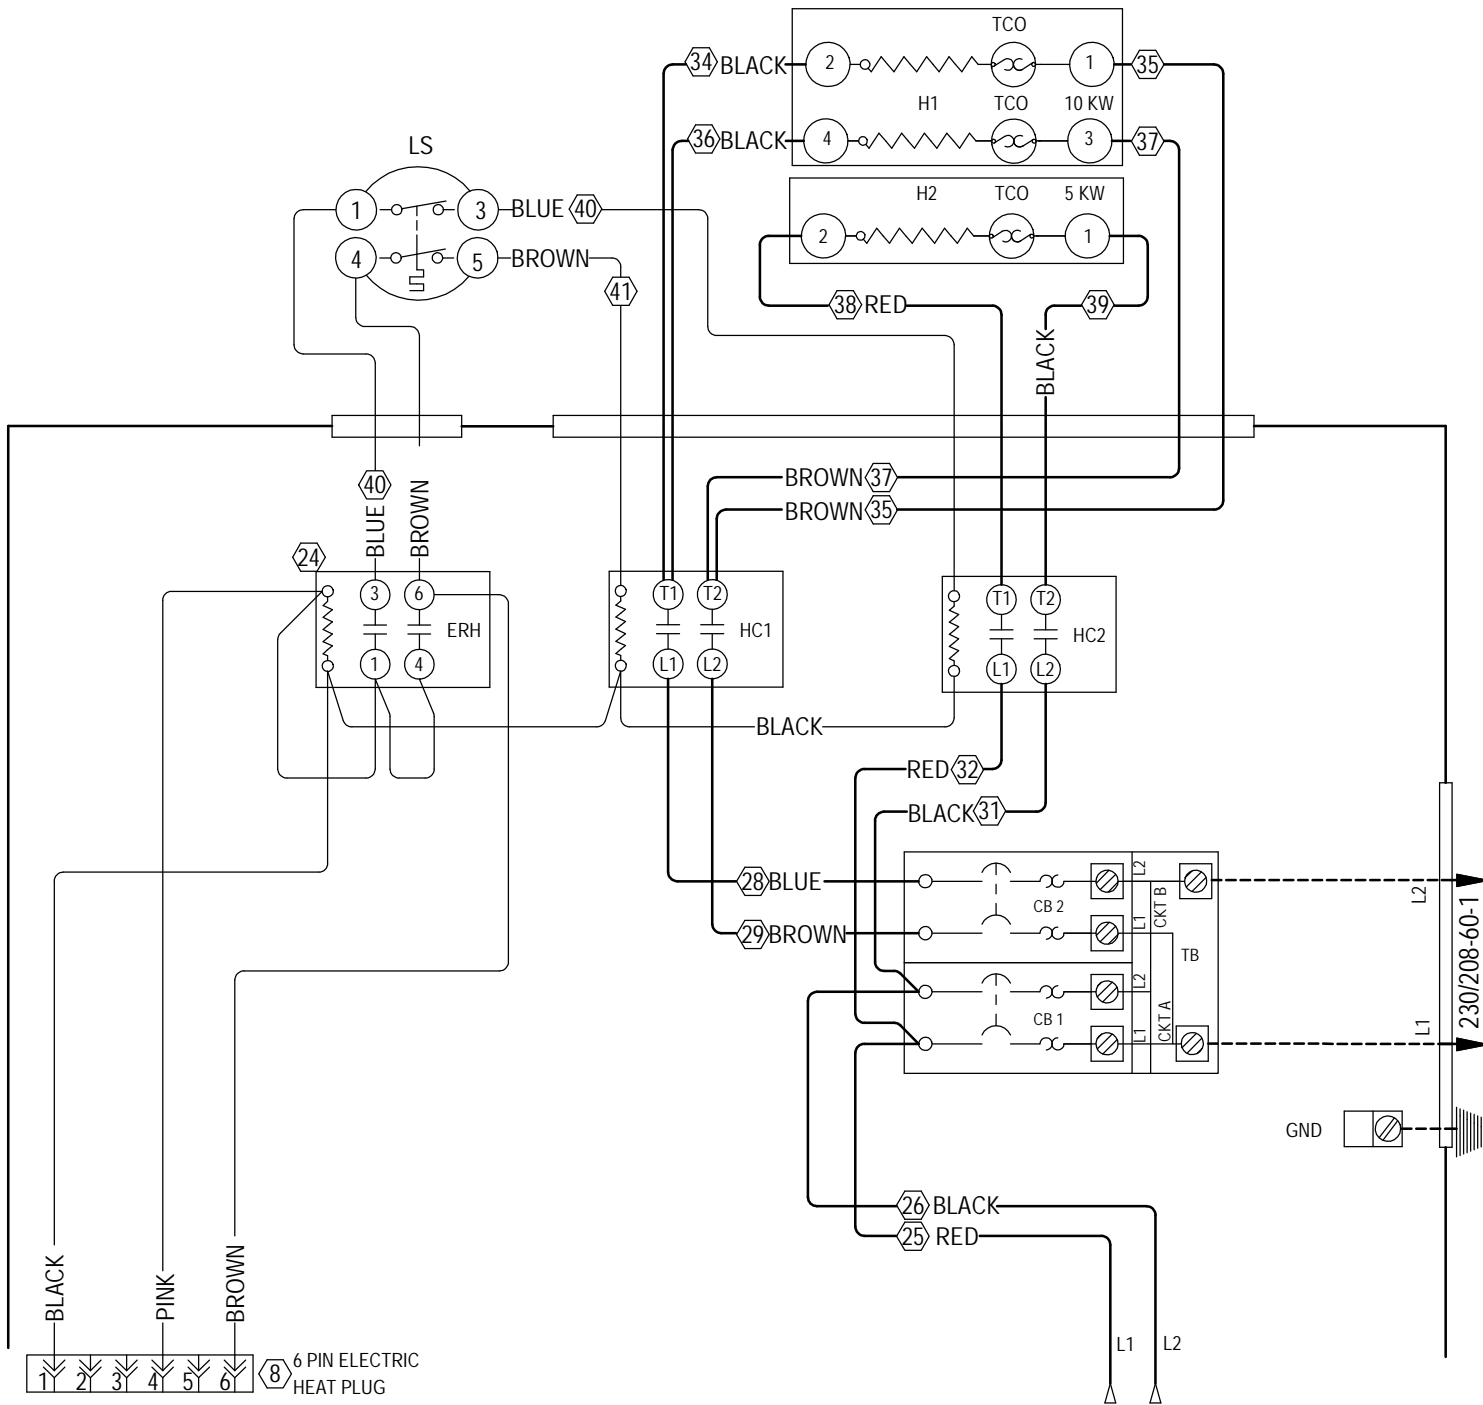 TCO
34 BLACK 2 1 35
H1 TCO 10 KW
36 BLACK 4 3 37
LS
H2 TCO 5 KW
1 3 BLUE 40
2 1
4 5 BROWN
41
38 RED 39
BLACK
BROWN 37
40
BLUE
BROWN
BROWN 35
24
3 6 ERH
1 4
T1 T2 HC1
L1 L2
T1 T2 HC2
L1 L2
BLACK
RED 32
BLACK 31
28 BLUE
CB 2
L2
L1
CKT B
29 BROWN
TB
CB 1
L2
L1
CKT A
L2
L1
230/208-60-1
GND
26 BLACK
25 RED
BLACK
PINK
BROWN
L1 L2
1 2 3 4 5 6
8
6 PIN ELECTRIC
HEAT PLUG